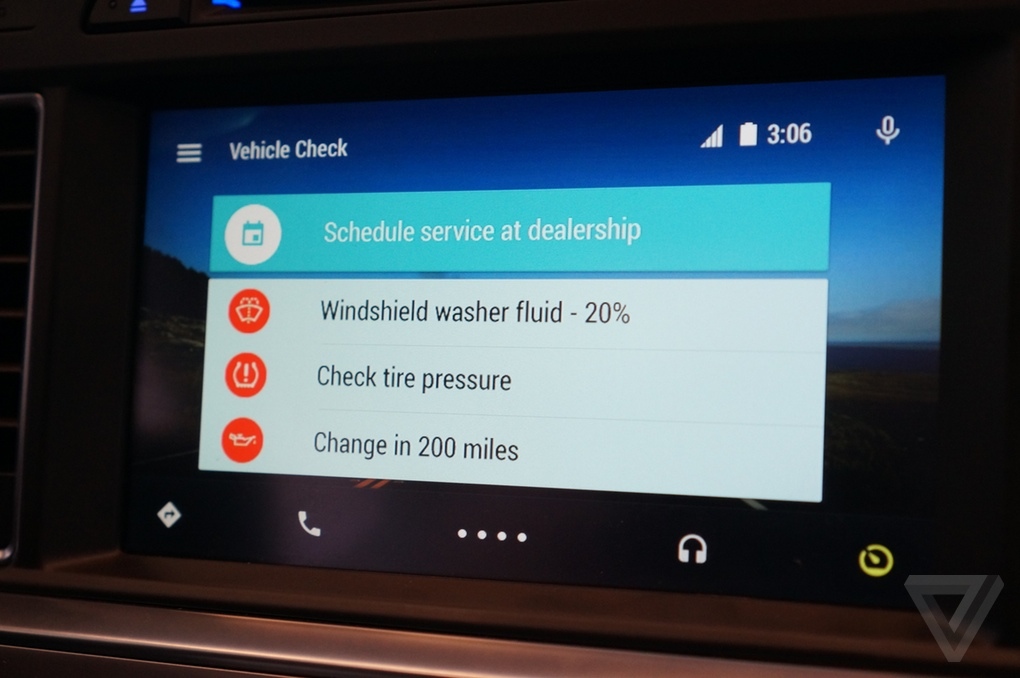 Vehicle Check
3:06
Schedule service at dealership
Windshield washer fluid - 20%
Check tire pressure
Change in 200 miles